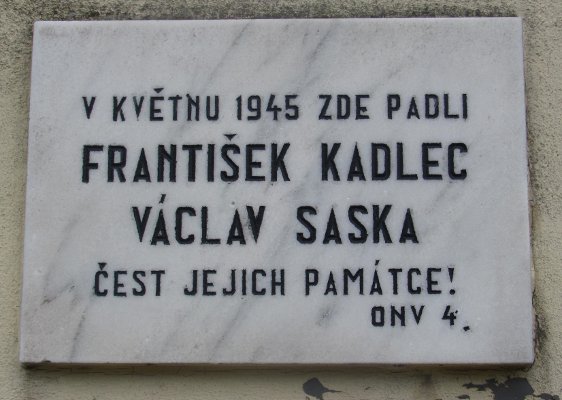 V KVĚTNU 1945 ZDE PADLI
FRANTIŠEK KADLEC
VÁCLAV SASKA
ČEST JEJICH PAMÁTCE!
ONV 4.